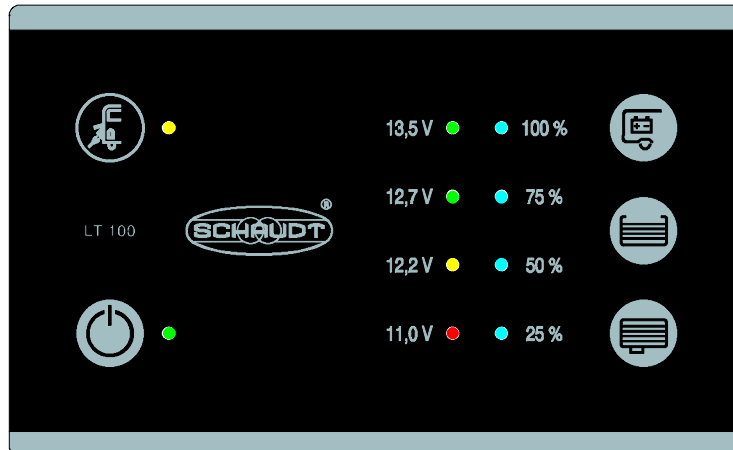 13,5 V 100 %
12,7 V 75 %
LT 100 SCHAUDT ®
12,2 V 50 %
11,0 V 25 %